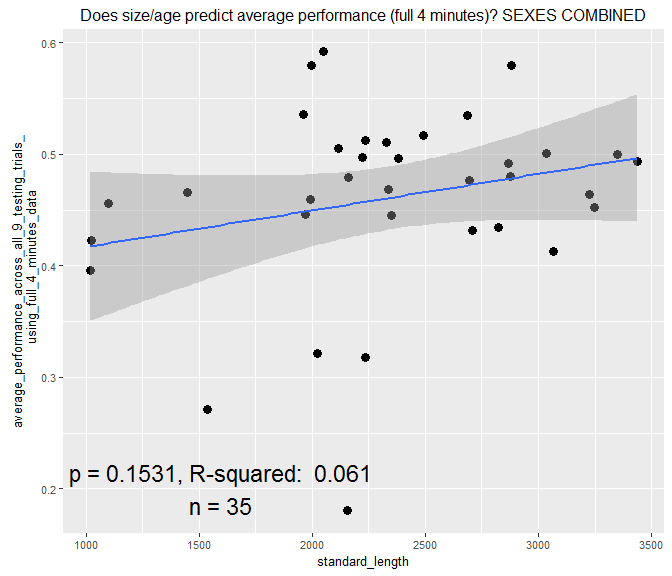 Does size/age predict average performance (full 4 minutes)? SEXES COMBINED
average_performance_across_all_9_testing_trials_
using_full_4_minutes_data
0.6
0.5
0.4
0.3
0.2
p = 0.1531, R-squared:  0.061
n = 35
1000 1500 2000 2500 3000 3500
standard_length